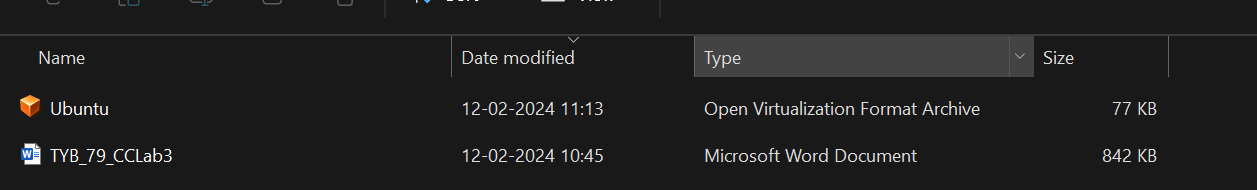 Name Date modified Type Size
Ubuntu 12-02-2024 11:13 Open Virtualization Format Archive 77 KB
TYB_79_CCLab3 12-02-2024 10:45 Microsoft Word Document 842 KB